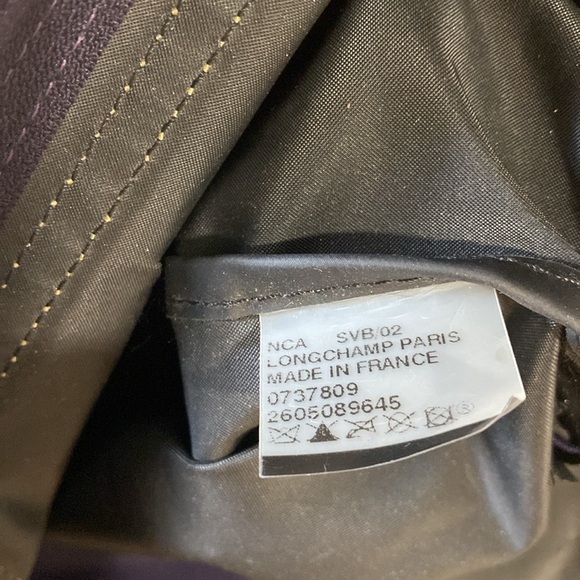 NCA SVB/02
LONGCHAMP PARIS
MADE IN FRANCE
0737809
2605089645